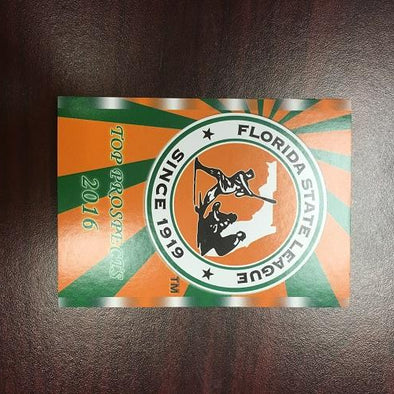 FLORIDA STATE LEAGUE
SINCE 1919
TM
TOP PROSPECTS
2016